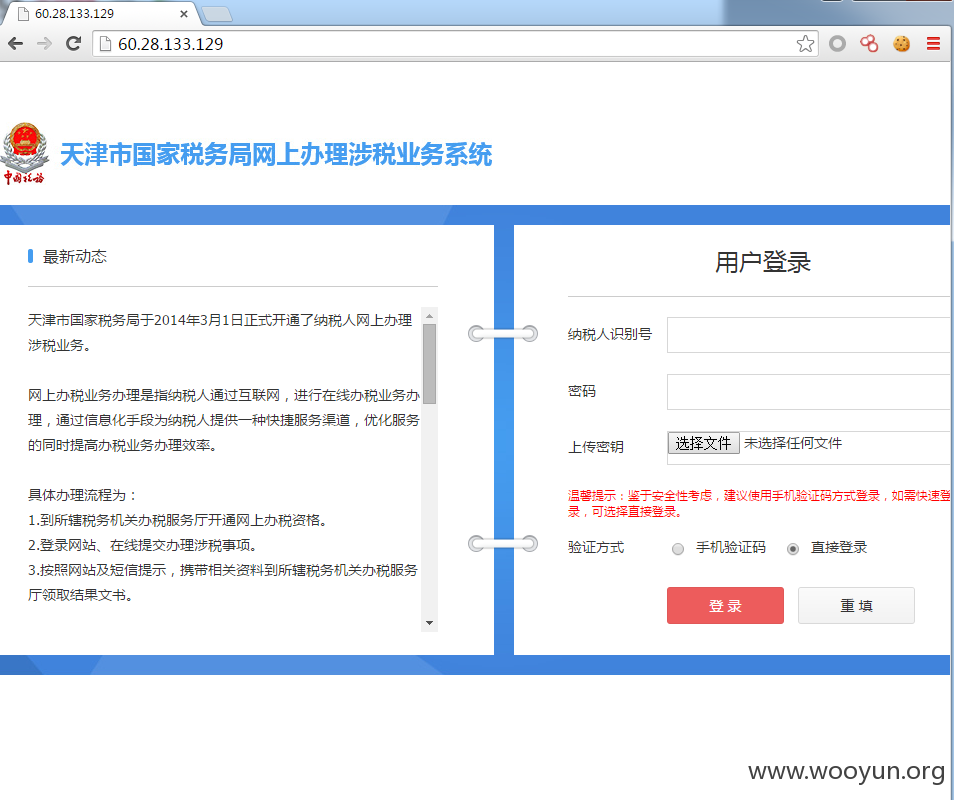 60.28.133.129
60.28.133.129
天津市国家税务局网上办理涉税业务系统
中国税务
最新动态
天津市国家税务局于2014年3月1日正式开通了纳税人网上办理
涉税业务。
网上办税业务办理是指纳税人通过互联网，进行在线办税业务办
理，通过信息化手段为纳税人提供一种快捷服务渠道，优化服务
的同时提高办税业务办理效率。
具体办理流程为：
1.到所辖税务机关办税服务厅开通网上办税资格。
2.登录网站、在线提交办理涉税事项。
3.按照网站及短信提示，携带相关资料到所辖税务机关办税服务
厅领取结果文书。
用户登录
纳税人识别号
密码
上传密钥 选择文件 未选择任何文件
温馨提示：鉴于安全性考虑，建议使用手机验证码方式登录，如需快速登
录，可选择直接登录。
验证方式 手机验证码 直接登录
登 录 重 填
www.wooyun.org